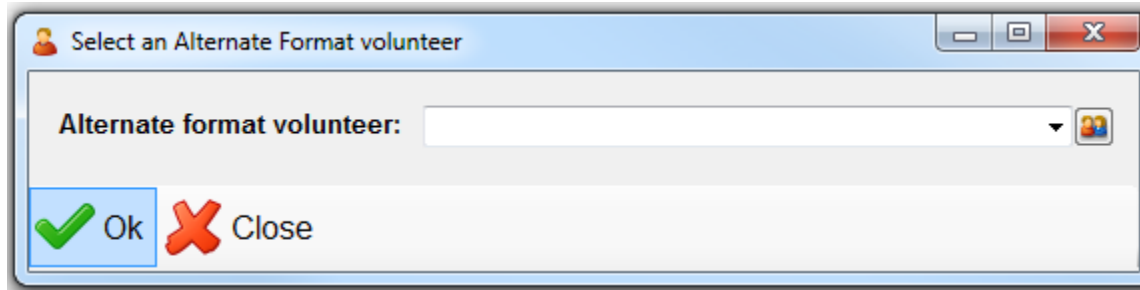 Select an Alternate Format volunteer
Alternate format volunteer:
Ok Close